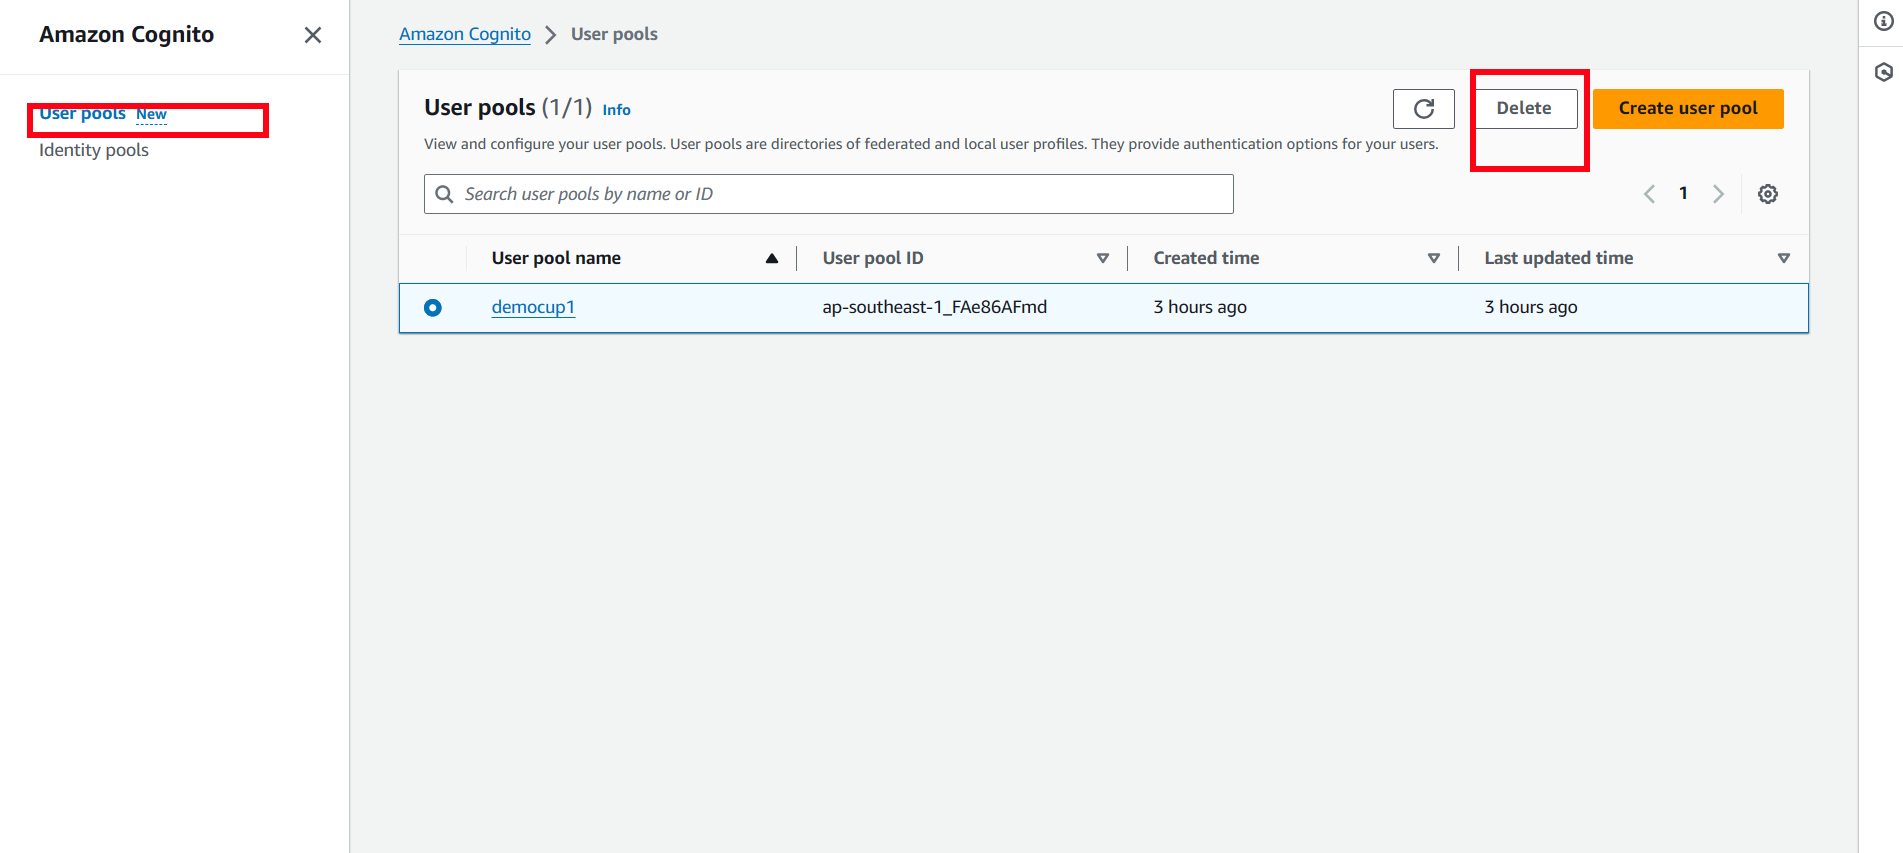 Amazon Cognito
User pools New
Identity pools
Amazon Cognito User pools
User pools (1/1) Info
Delete
Create user pool
View and configure your user pools. User pools are directories of federated and local user profiles. They provide authentication options for your users.
Search user pools by name or ID
1
User pool name User pool ID Created time Last updated time
democup1 ap-southeast-1_FAe86AFmd 3 hours ago 3 hours ago